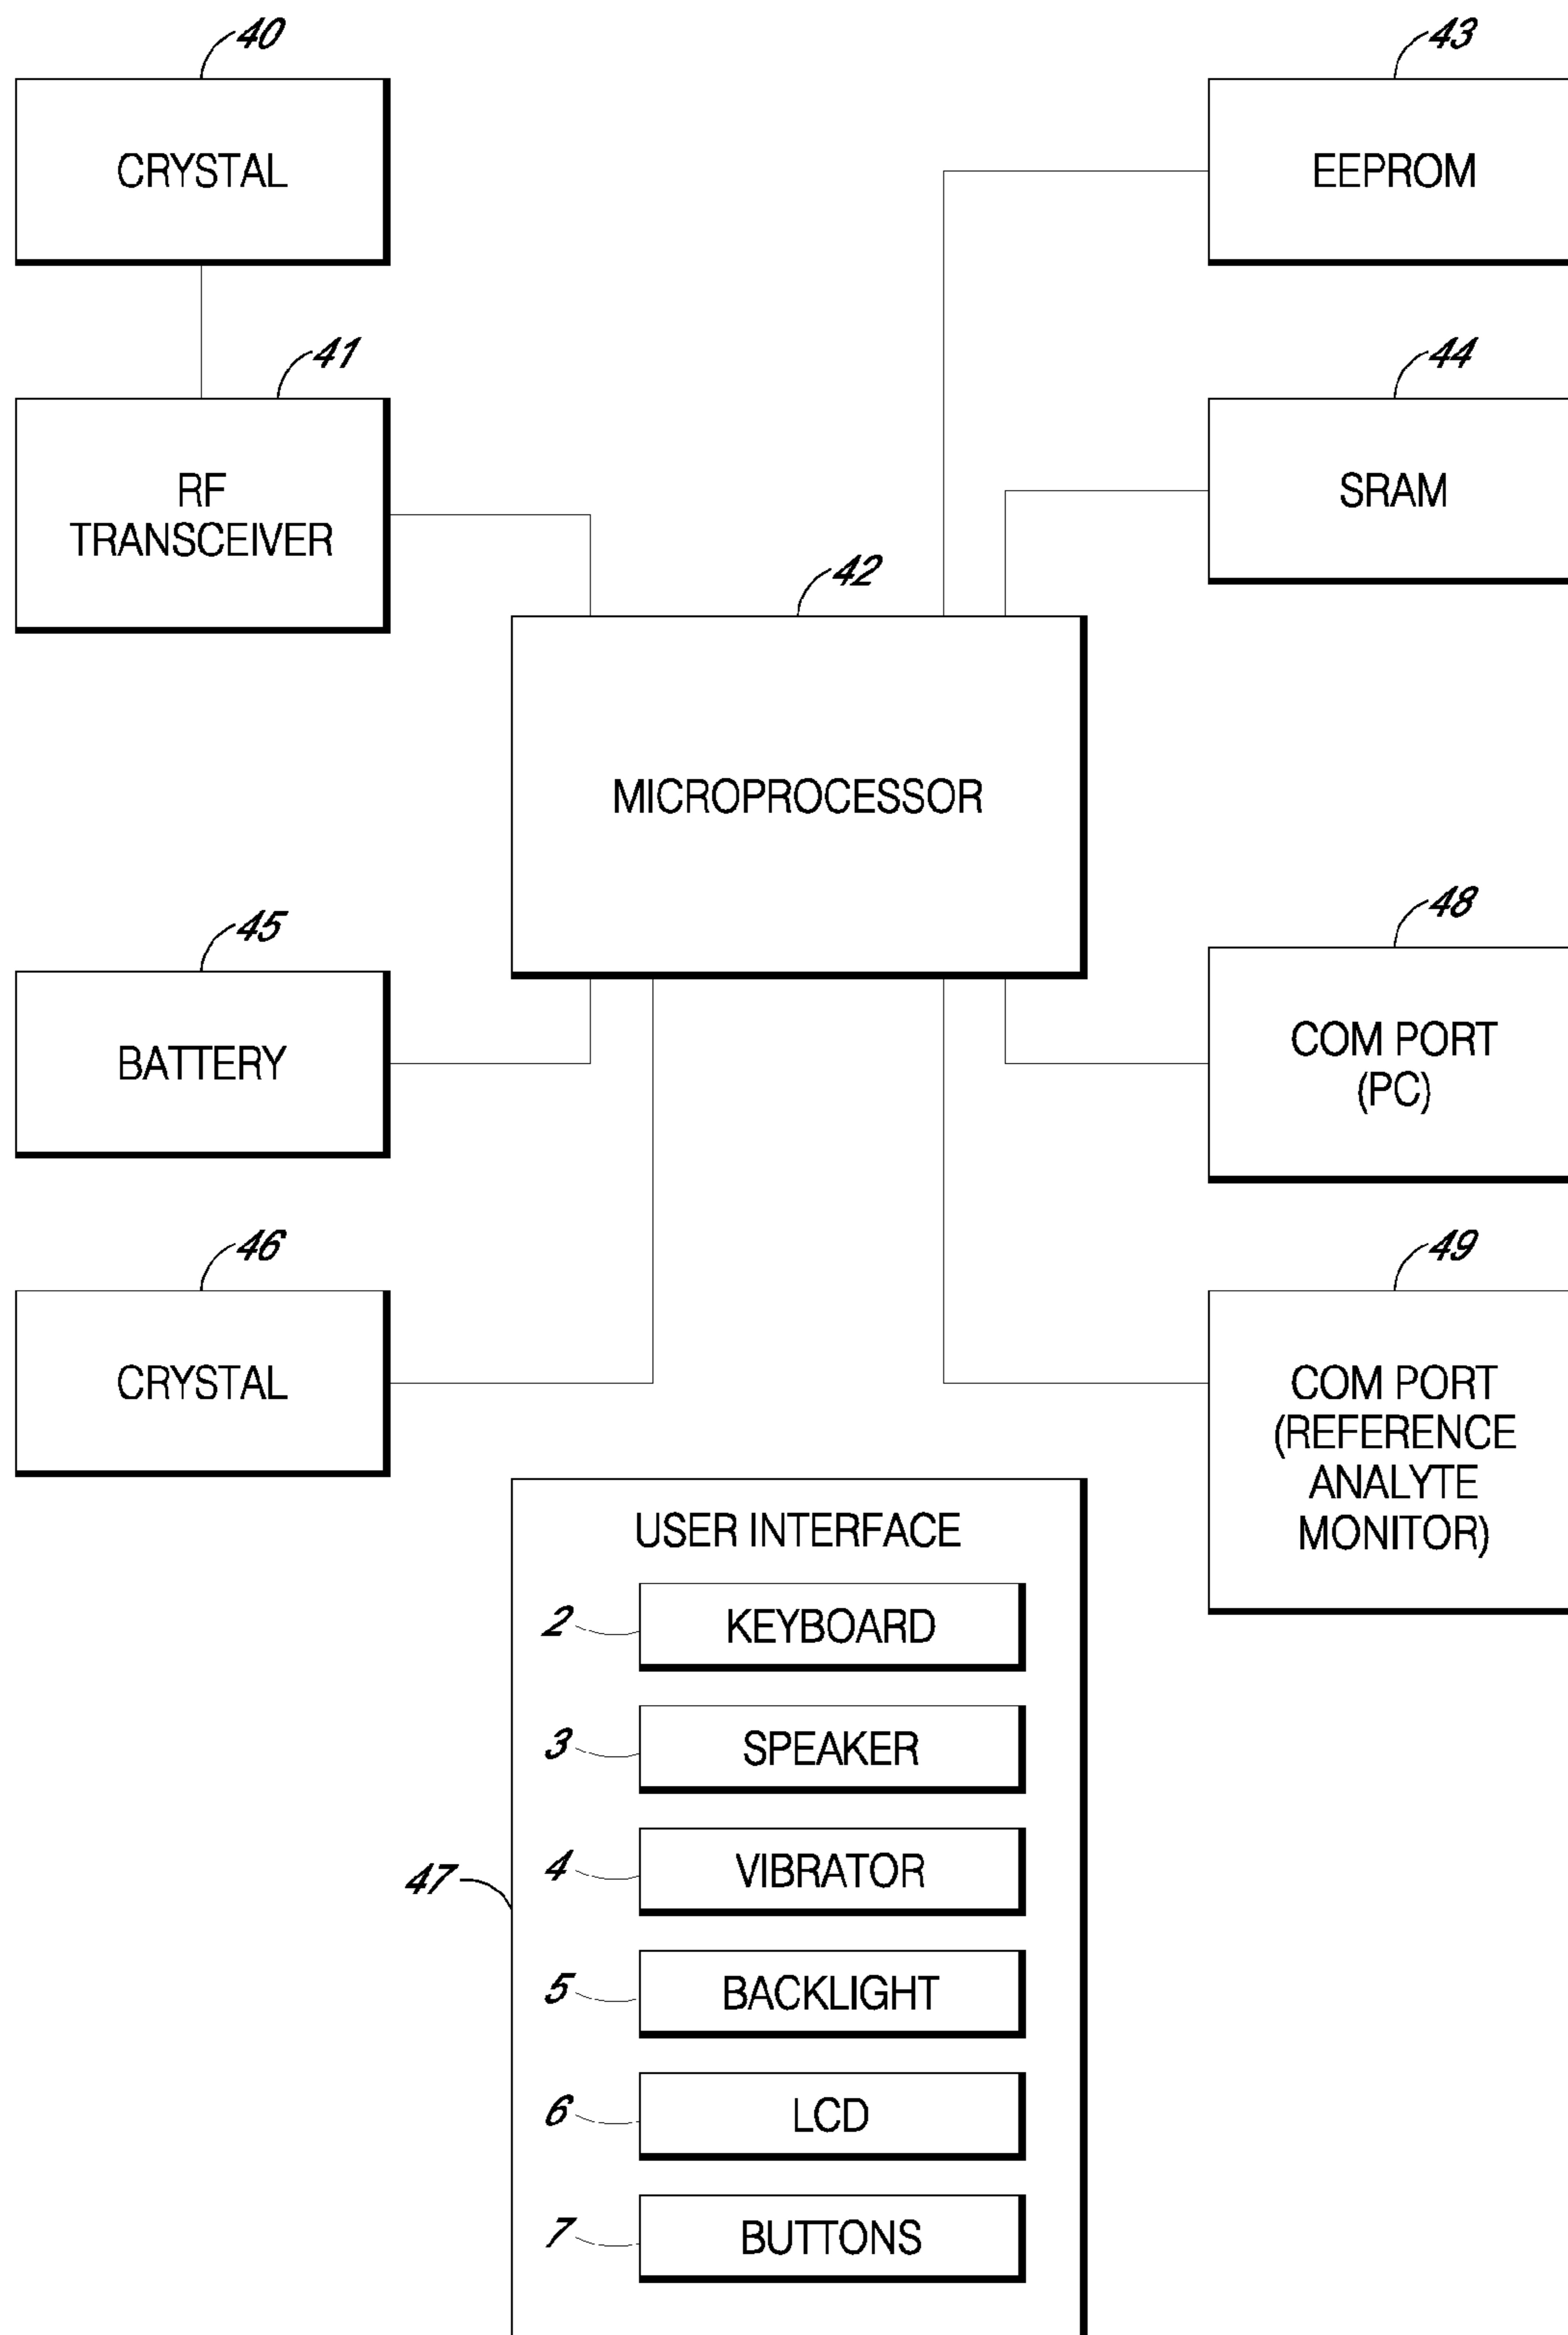 40
CRYSTAL
43
EEPROM
41
RF
TRANSCEIVER
44
SRAM
42
MICROPROCESSOR
45
BATTERY
48
COM PORT
(PC)
46
CRYSTAL
49
COM PORT
(REFERENCE
ANALYTE
MONITOR)
47
USER INTERFACE
2 KEYBOARD
3 SPEAKER
4 VIBRATOR
5 BACKLIGHT
6 LCD
7 BUTTONS